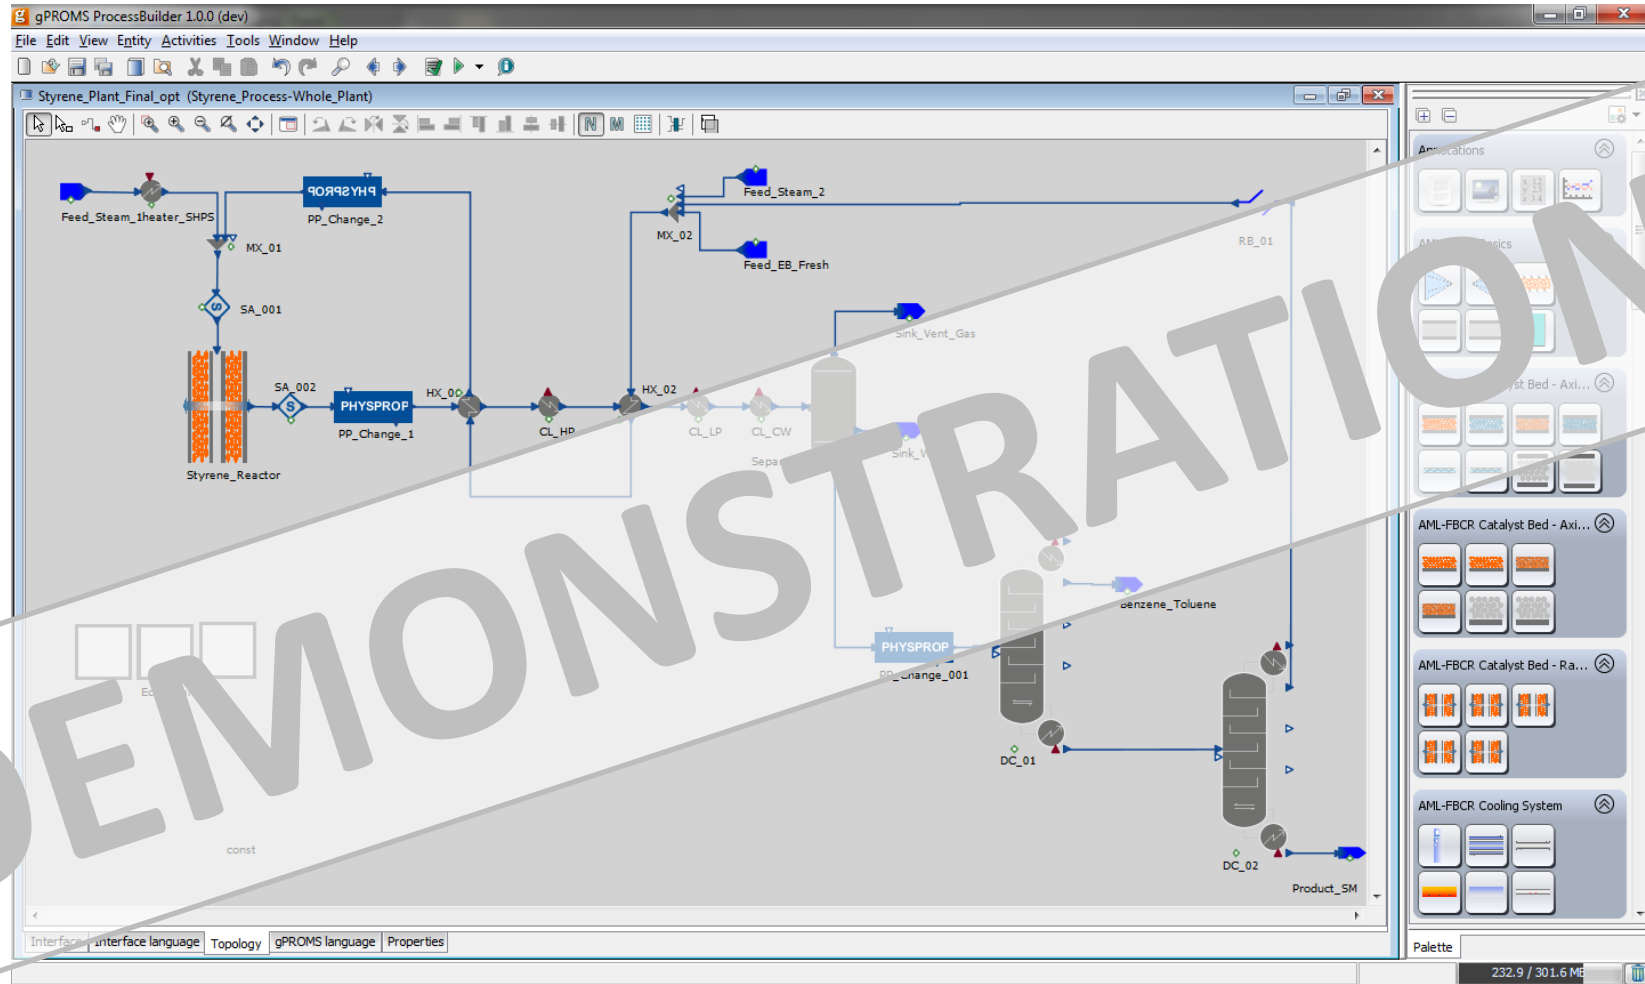 gPROMS ProcessBuilder 1.0.0 (dev)
File Edit View Entity Activities Tools Window Help
Styrene_Plant_Final_opt (Styrene_Process-Whole_Plant)
N M
Annotations
Feed_Steam_1heater_SHPS
PHYSPROP
PP_Change_2
Feed_Steam_2
MX_01
MX_02
Feed_EB_Fresh
RB_01
SA_001
Sink_Vent_Gas
SA_002
PHYSPROP
PP_Change_1
HX_02
CL_HP
CL_LP
CL_CW
Styrene_Reactor
Benzene_Toluene
PHYSPROP
PP_Change_001
DC_01
DC_02
Product_SM
const
DEMONSTRATION
AML-FBCR Catalyst Bed - Axi...
AML-FBCR Catalyst Bed - Ra...
AML-FBCR Cooling System
Interface Interface language Topology gPROMS language Properties
Palette
232.9 / 301.6 MB